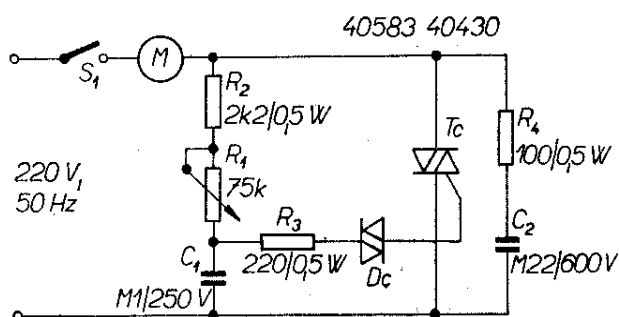 40583 40430
M
S₁
R₂
2k2/0,5 W
Tc
R₄
100/0,5 W
220 V,
50 Hz
R₁
75k
R₃
220/0,5 W
Dc
C₁
M1/250 V
C₂
M22/600 V